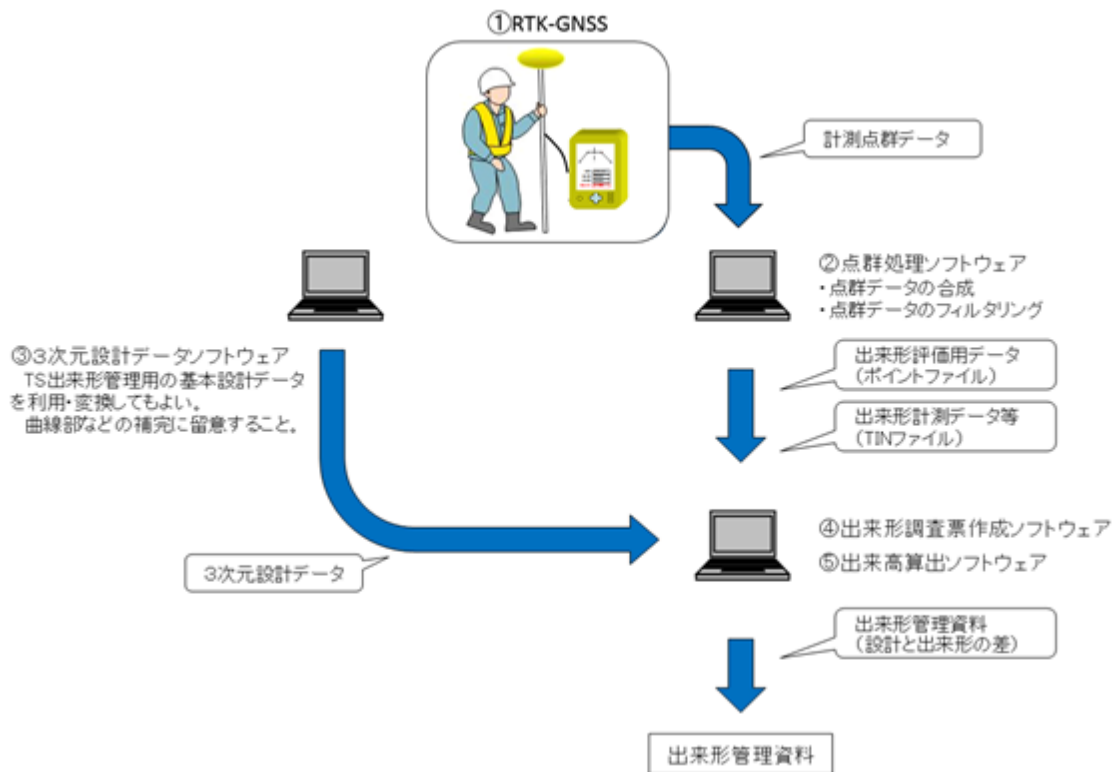 ①RTK-GNSS
計測点群データ
②点群処理ソフトウェア
・点群データの合成
・点群データのフィルタリング
③３次元設計データソフトウェア
TS出来形管理用の基本設計データ
を利用・変換してもよい。
曲線部などの補完に留意すること。
出来形評価用データ
(ポイントファイル)
出来形計測データ等
(TINファイル)
④出来形調査票作成ソフトウェア
⑤出来高算出ソフトウェア
３次元設計データ
出来形管理資料
(設計と出来形の差)
出来形管理資料